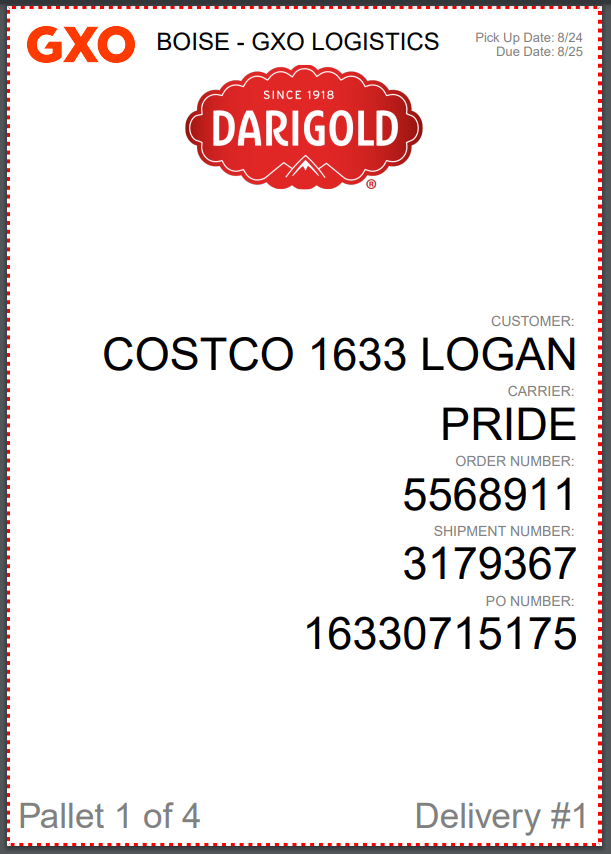 GXO
BOISE - GXO LOGISTICS
Pick Up Date: 8/24
Due Date: 8/25
SINCE 1918
DARIGOLD
®
CUSTOMER:
COSTCO 1633 LOGAN
CARRIER:
PRIDE
ORDER NUMBER:
5568911
SHIPMENT NUMBER:
3179367
PO NUMBER:
16330715175
Pallet 1 of 4
Delivery #1